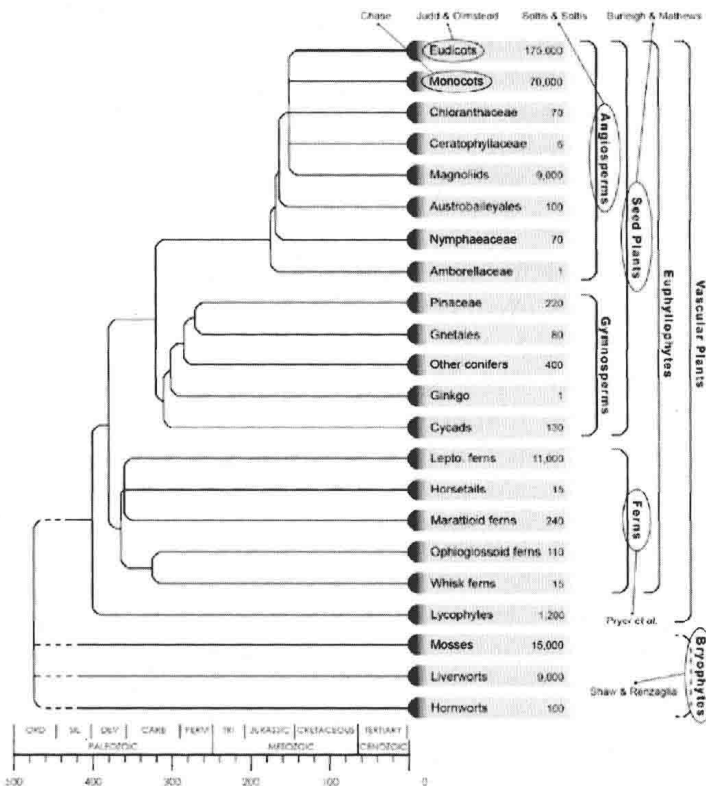 Chase Judd & Olmstead Soltis & Soltis Burleigh & Mathews
Eudicots 175,000
Monocots 70,000
Chloranthaceae 70
Ceratophyllaceae 6
Magnoliids 9,000
Austrobaileyales 100
Nymphaeaceae 70
Amborellaceae 1
Angiosperms
Pinaceae 220
Gnetales 80
Other conifers 400
Ginkgo 1
Cycads 130
Gymnosperms
Seed Plants
Lepto. ferns 11,000
Horsetails 15
Marattioid ferns 240
Ophioglossoid ferns 110
Whisk ferns 15
Ferns
Euphyllophytes
Lycophytes 1,200
Vascular Plants
Pryer et al.
Mosses 15,000
Liverworts 9,000
Hornworts 100
Bryophytes
Shaw & Renzaglia
ORD SIL DEV CARB PERM TRI JURASSIC CRETACEOUS TERTIARY
PALEOZOIC MESOZOIC CENOZOIC
500 400 300 200 100 0